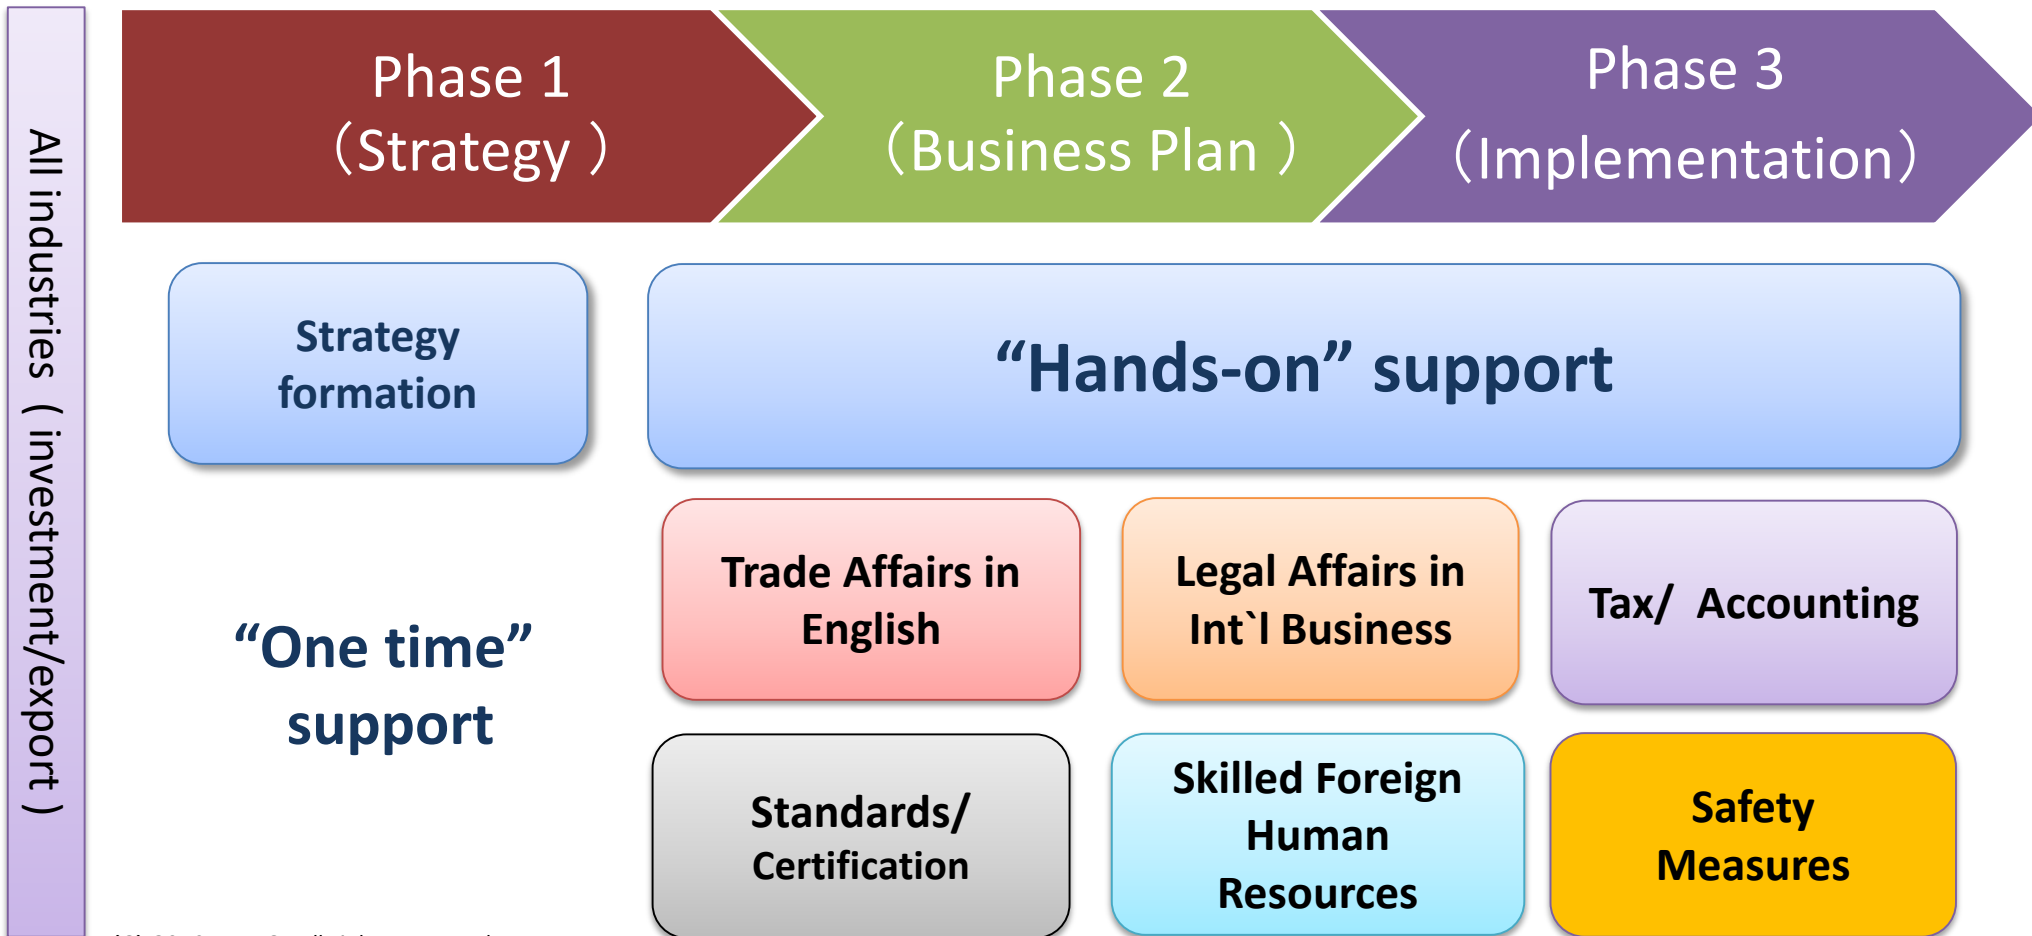 All industries （ investment/export ）
Phase 1
（Strategy ）
Phase 2
（Business Plan ）
Phase 3
（Implementation）
Strategy
formation
“Hands-on” support
“One time”
support
Trade Affairs in
English
Legal Affairs in
Int`l Business
Tax/ Accounting
Standards/
Certification
Skilled Foreign
Human
Resources
Safety
Measures